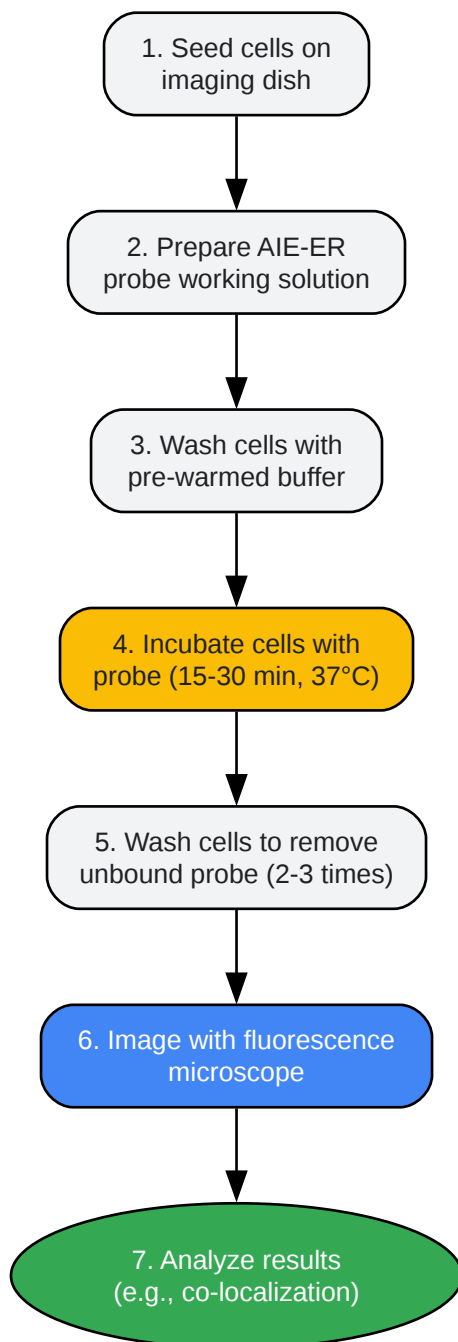 1. Seed cells on
imaging dish
2. Prepare AIE-ER
probe working solution
3. Wash cells with
pre-warmed buffer
4. Incubate cells with
probe (15-30 min, 37°C)
5. Wash cells to remove
unbound probe (2-3 times)
6. Image with fluorescence
microscope
7. Analyze results
(e.g., co-localization)